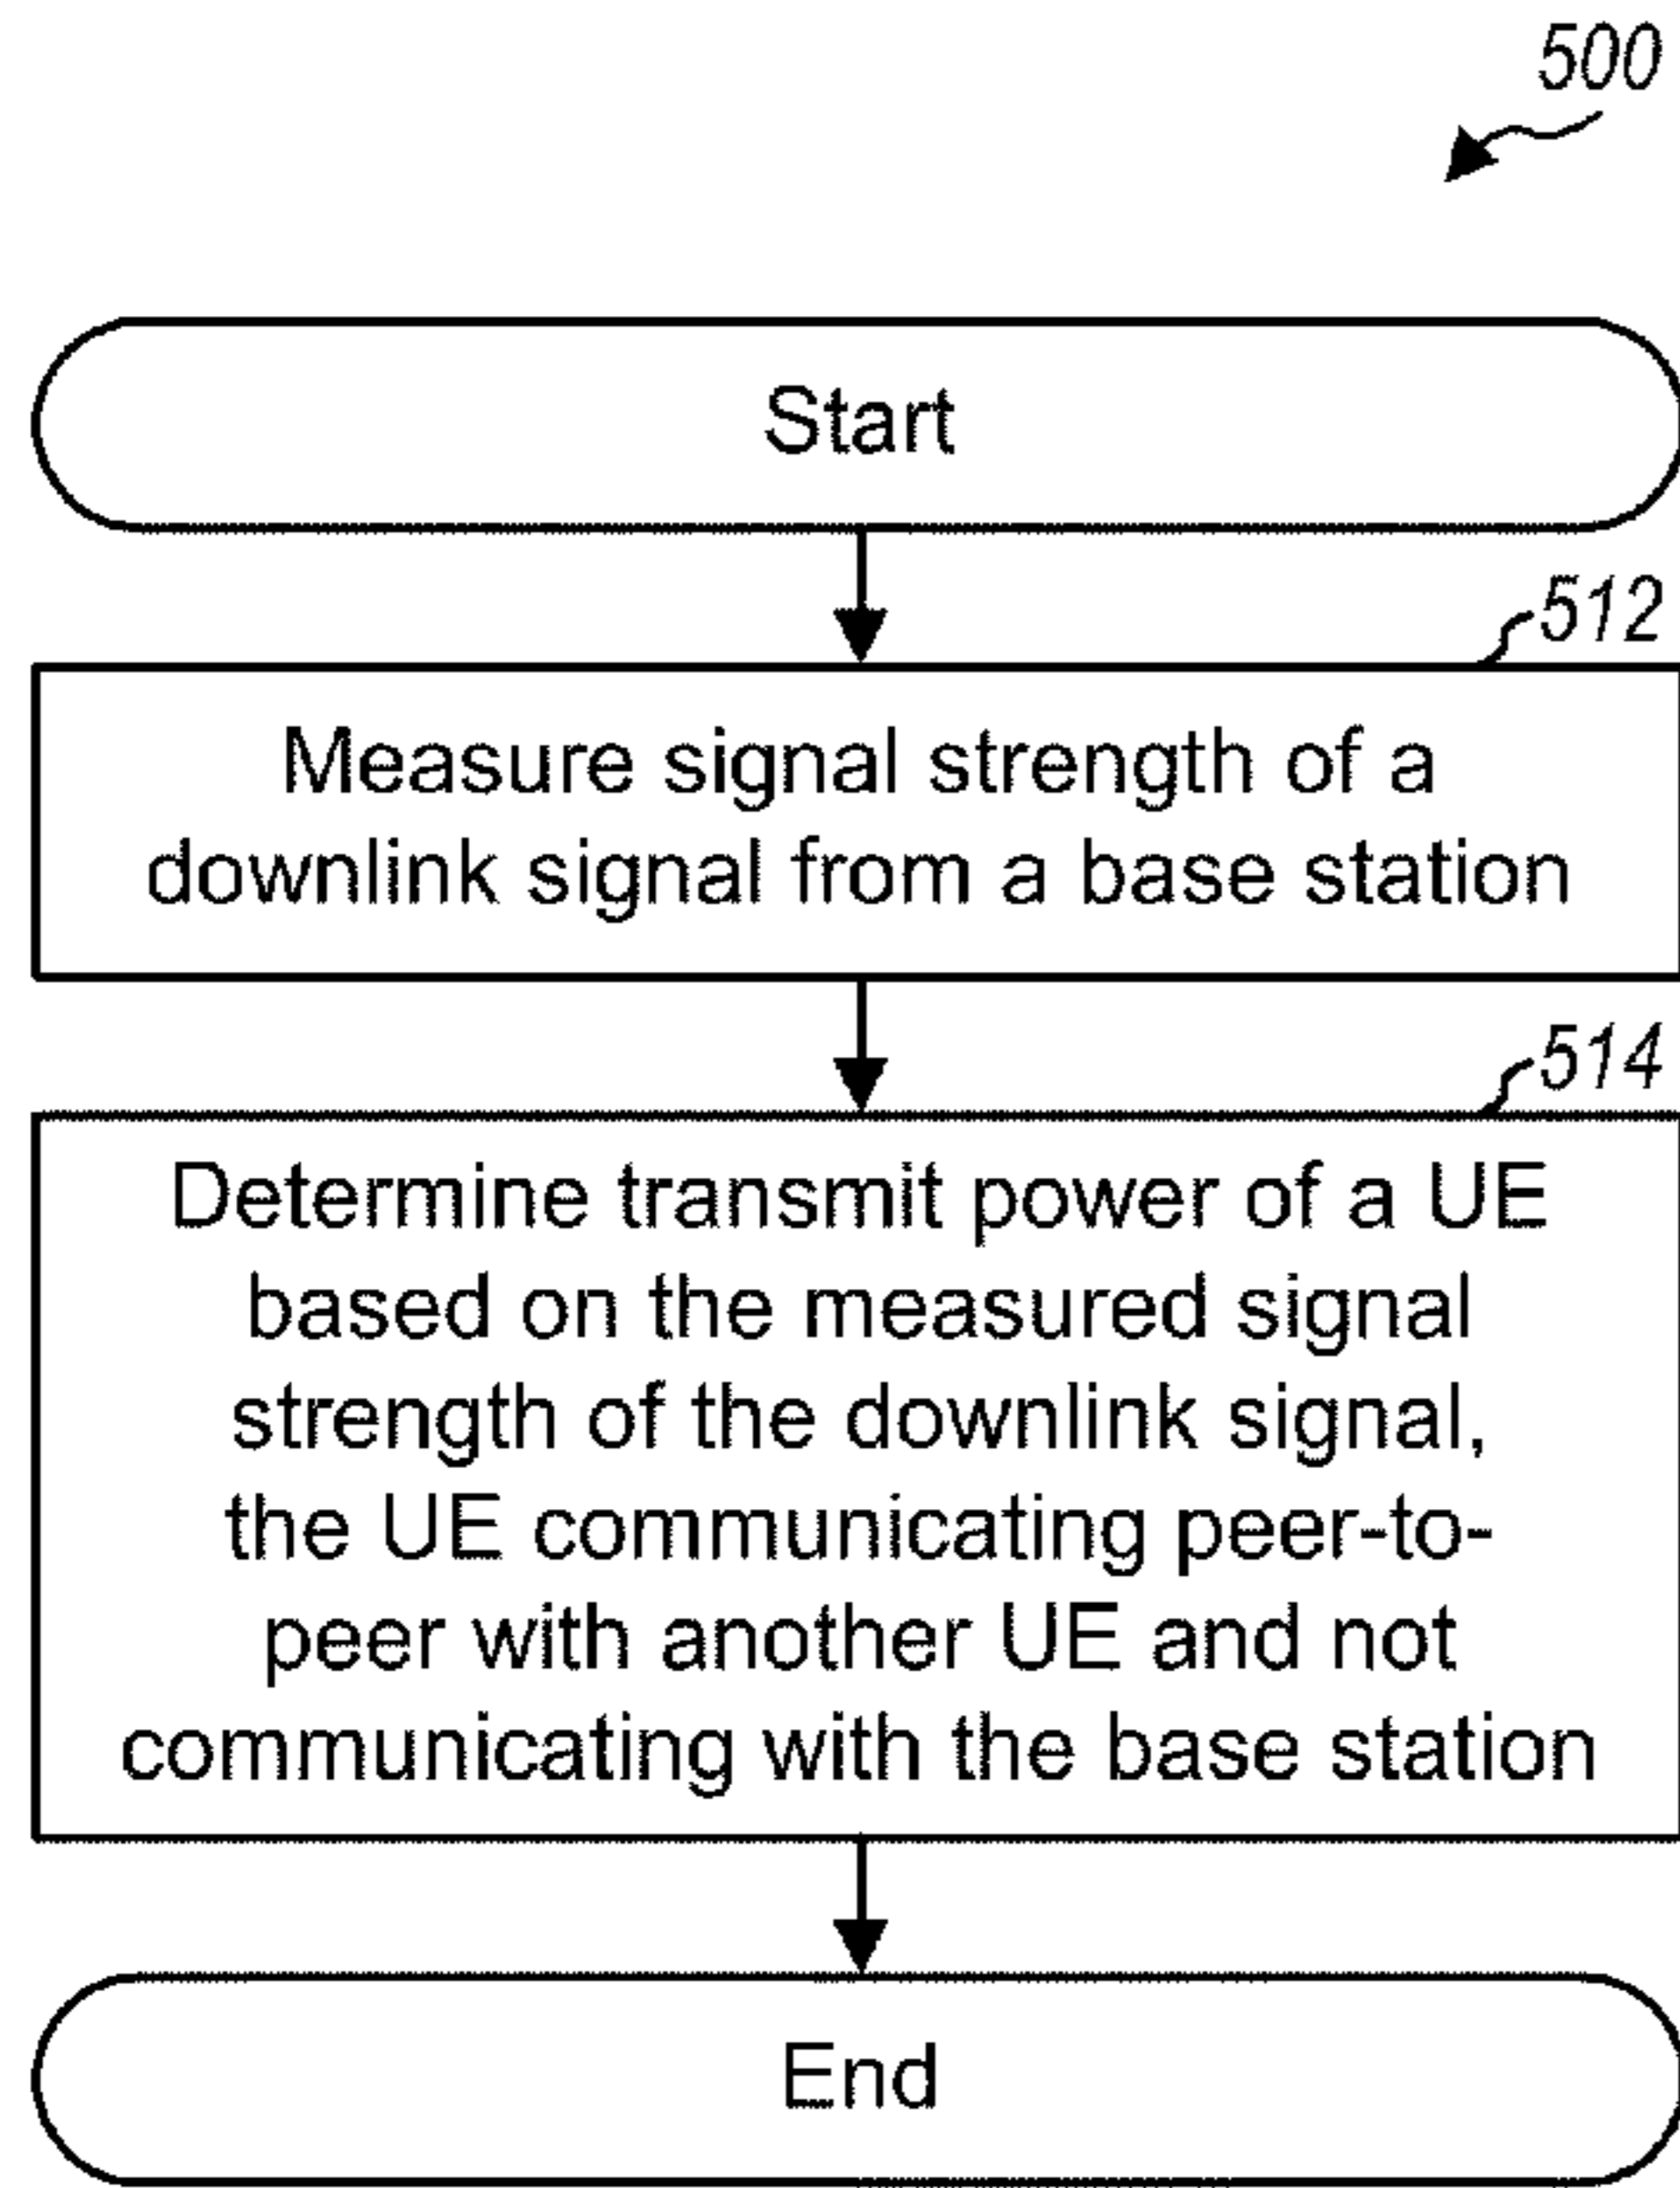 500
Start
512
Measure signal strength of a
downlink signal from a base station
514
Determine transmit power of a UE
based on the measured signal
strength of the downlink signal,
the UE communicating peer-to-
peer with another UE and not
communicating with the base station
End